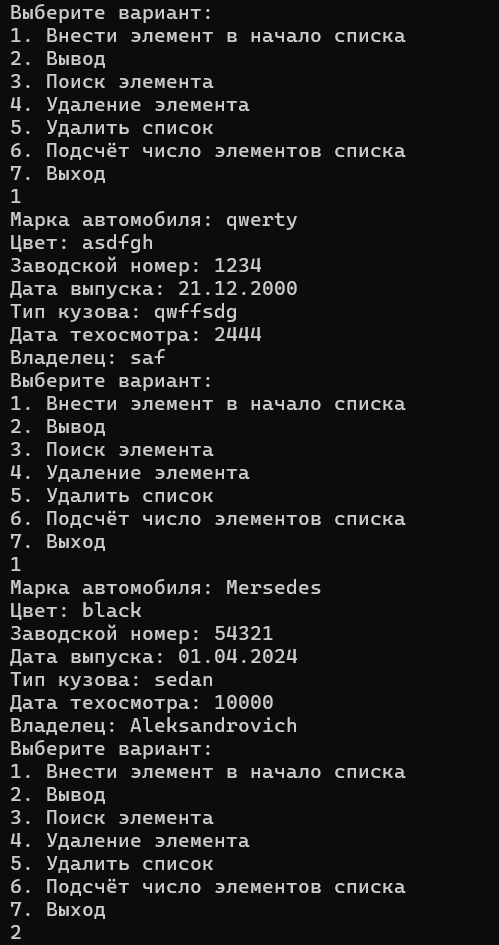 Выберите вариант:
1. Внести элемент в начало списка
2. Вывод
3. Поиск элемента
4. Удаление элемента
5. Удалить список
6. Подсчёт число элементов списка
7. Выход
1
Марка автомобиля: qwerty
Цвет: asdfgh
Заводской номер: 1234
Дата выпуска: 21.12.2000
Тип кузова: qwffsdg
Дата техосмотра: 2444
Владелец: saf
Выберите вариант:
1. Внести элемент в начало списка
2. Вывод
3. Поиск элемента
4. Удаление элемента
5. Удалить список
6. Подсчёт число элементов списка
7. Выход
1
Марка автомобиля: Mersedes
Цвет: black
Заводской номер: 54321
Дата выпуска: 01.04.2024
Тип кузова: sedan
Дата техосмотра: 10000
Владелец: Aleksandrovich
Выберите вариант:
1. Внести элемент в начало списка
2. Вывод
3. Поиск элемента
4. Удаление элемента
5. Удалить список
6. Подсчёт число элементов списка
7. Выход
2